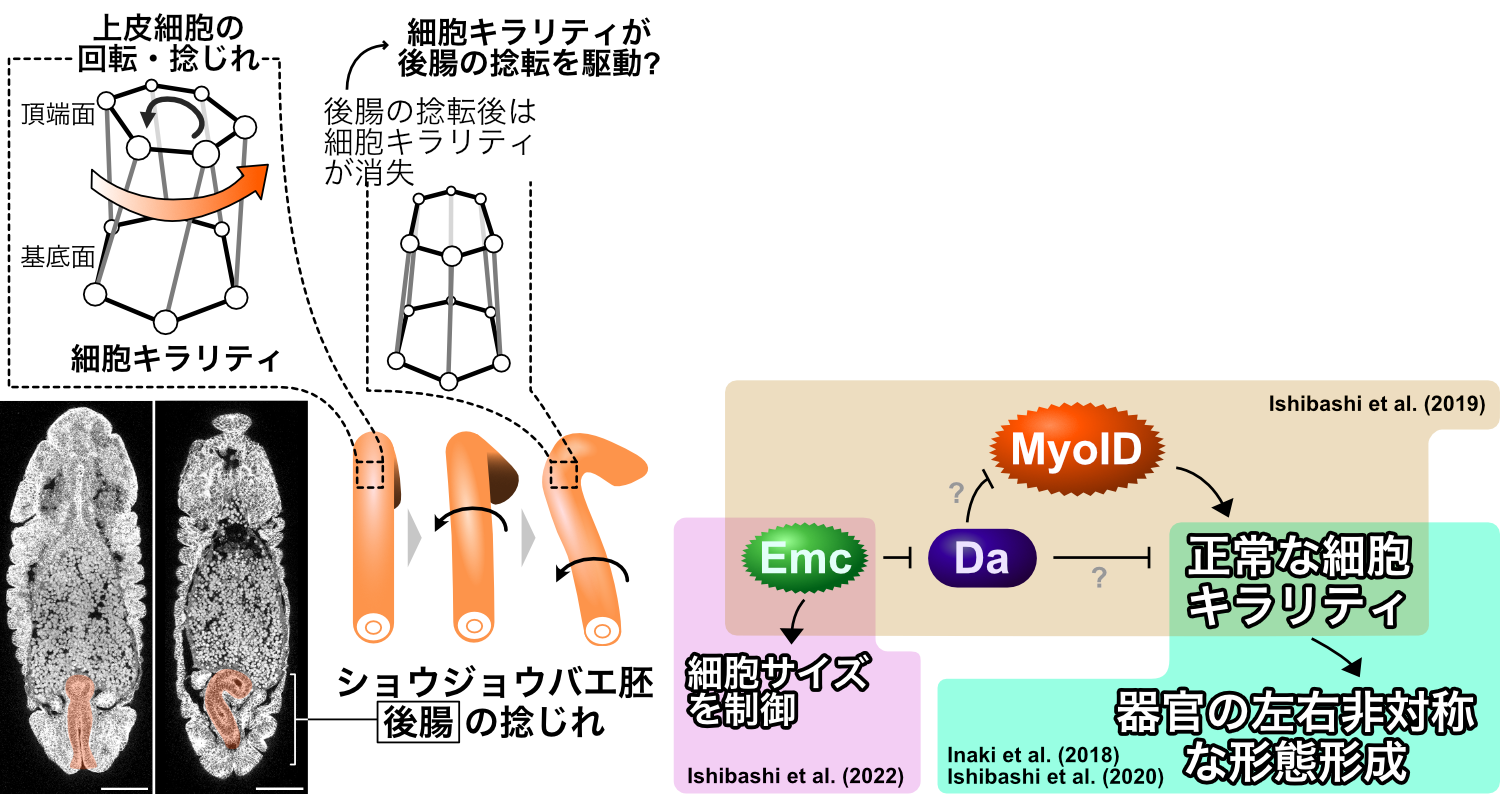 上皮細胞の
回転・捻じれ
頂端面
基底面
細胞キラリティ
細胞キラリティが
後腸の捻転を駆動?
後腸の捻転後は
細胞キラリティ
が消失
ショウジョウバエ胚
後腸の捻じれ
Ishibashi et al. (2019)
MyoID
?
Emc
Da
?
正常な細胞
キラリティ
細胞サイズ
を制御
Ishibashi et al. (2022)
器官の左右非対称
な形態形成
Inaki et al. (2018)
Ishibashi et al. (2020)